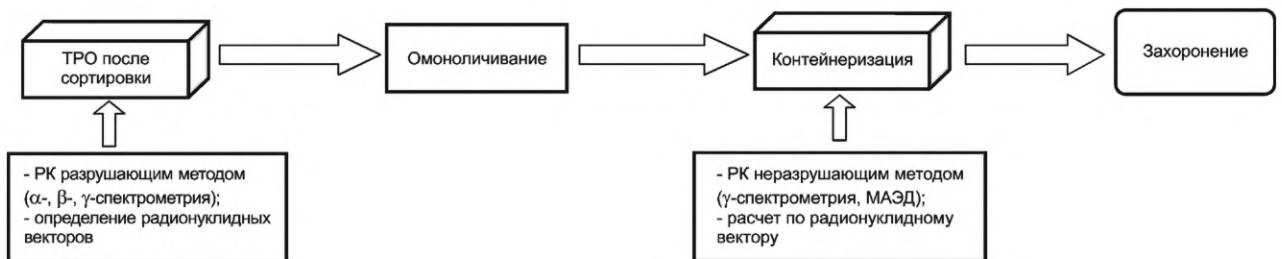 ТРО после
сортировки
Омоноличивание
Контейнеризация
Захоронение
- РК разрушающим методом
(α-, β-, γ-спектрометрия);
- определение радионуклидных
векторов
- РК неразрушающим методом
(γ-спектрометрия, МАЭД);
- расчет по радионуклидному
вектору